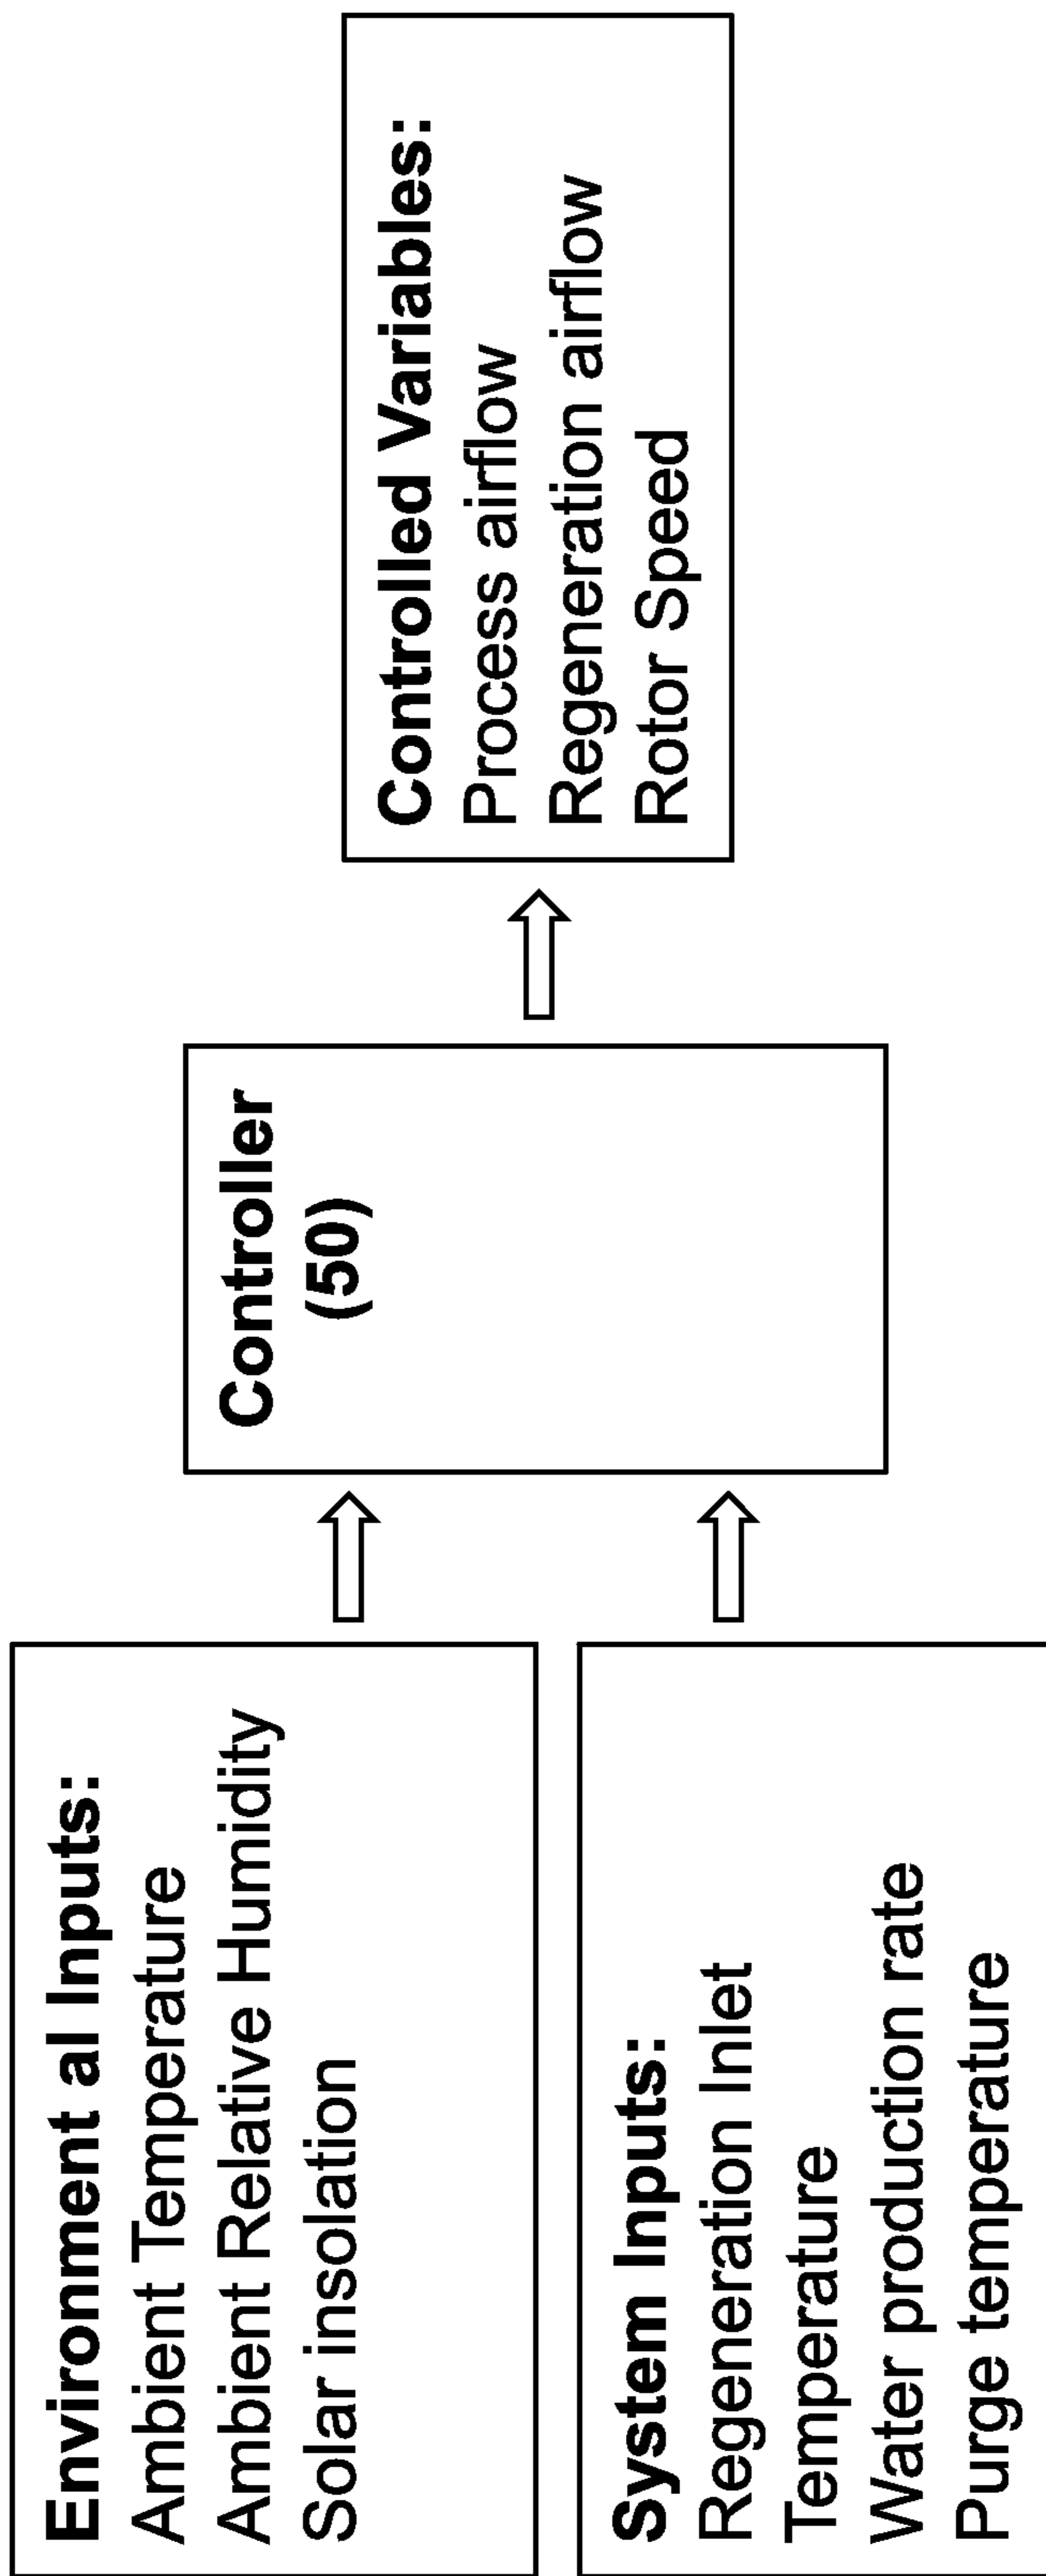 Environment al Inputs:
Ambient Temperature
Ambient Relative Humidity
Solar insolation
System Inputs:
Regeneration Inlet
Temperature
Water production rate
Purge temperature
Controller
(50)
Controlled Variables:
Process airflow
Regeneration airflow
Rotor Speed